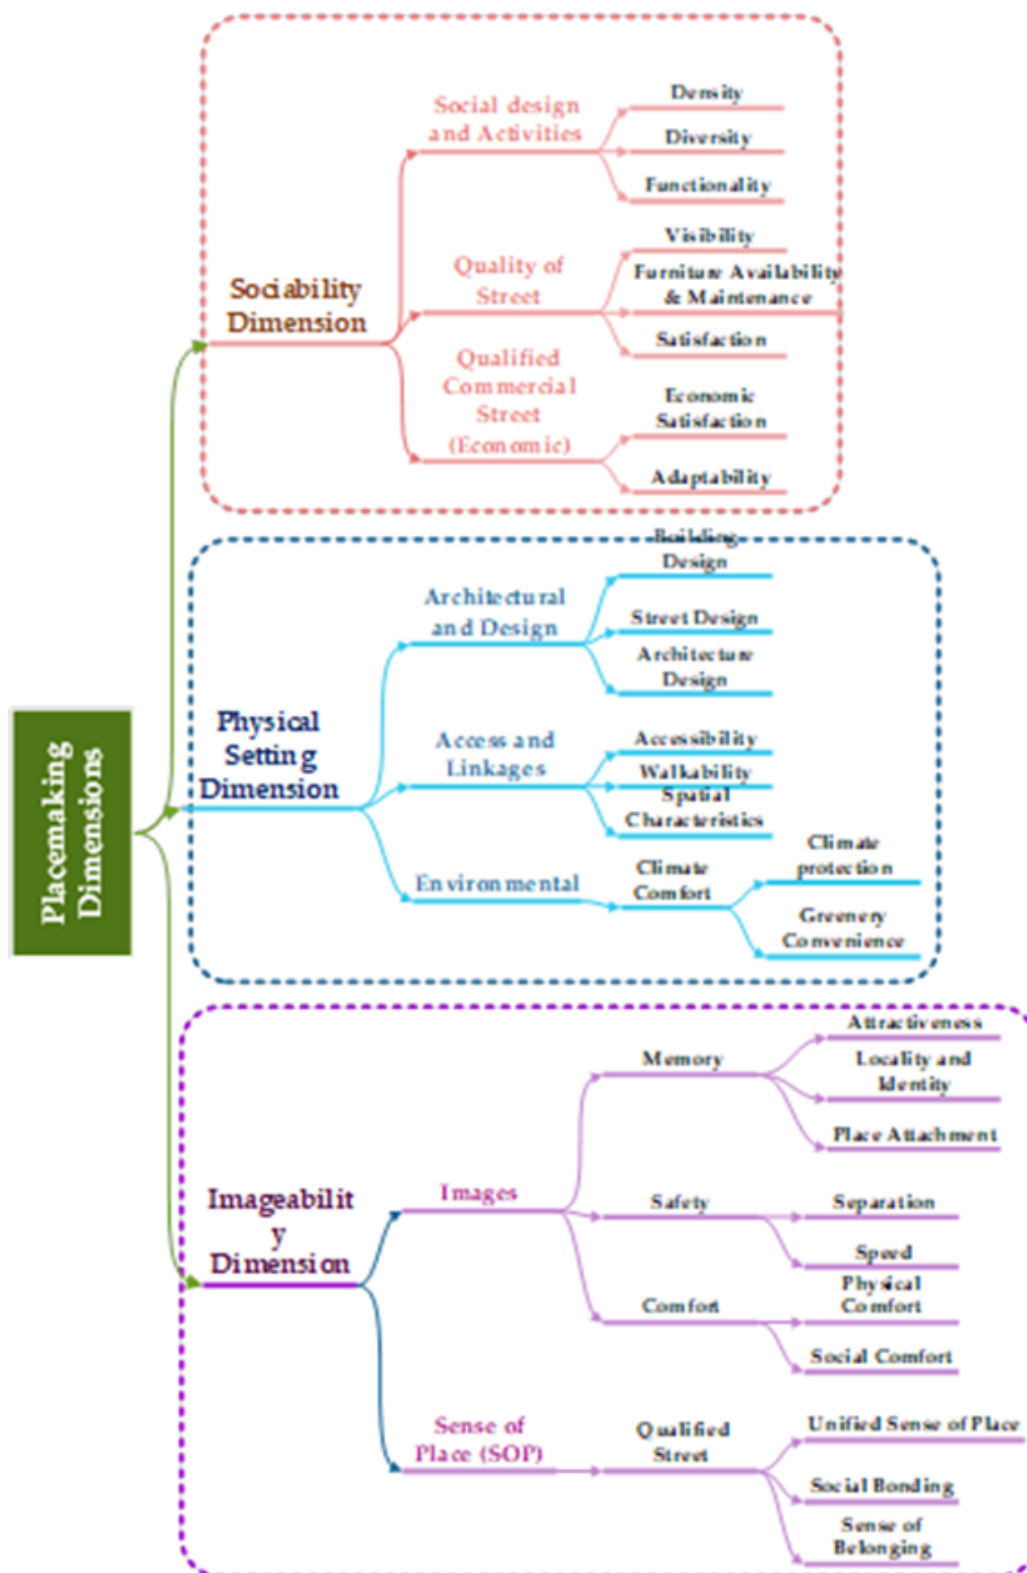 Placemaking
Dimensions
Sociability
Dimension
Social design
and Activities
Density
Diversity
Functionality
Quality of
Street
Visibility
Furniture Availability
& Maintenance
Satisfaction
Qualified
Commercial
Street
(Economic)
Economic
Satisfaction
Adaptability
Physical
Setting
Dimension
Architectural
and Design
Building
Design
Street Design
Architecture
Design
Access and
Linkages
Accessibility
Walkability
Spatial
Characteristics
Environmental
Climate
Comfort
Climate
protection
Greenery
Convenience
Imageabilit
y
Dimension
Images
Memory
Attractiveness
Locality and
Identity
Place Attachment
Safety
Separation
Speed
Comfort
Physical
Comfort
Social Comfort
Sense of
Place (SOP)
Qualified
Street
Unified Sense of Place
Social Bonding
Sense of
Belonging